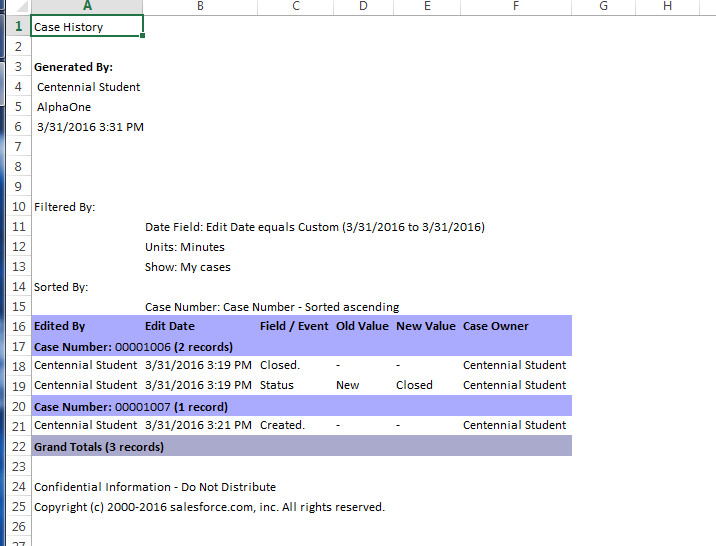 A B C D E F G H
1 Case History
2
3 Generated By:
4 Centennial Student
5 AlphaOne
6 3/31/2016 3:31 PM
7
8
9
10 Filtered By:
11 Date Field: Edit Date equals Custom (3/31/2016 to 3/31/2016)
12 Units: Minutes
13 Show: My cases
14 Sorted By:
15 Case Number: Case Number - Sorted ascending
16 Edited By Edit Date Field / Event Old Value New Value Case Owner
17 Case Number: 00001006 (2 records)
18 Centennial Student 3/31/2016 3:19 PM Closed. - - Centennial Student
19 Centennial Student 3/31/2016 3:19 PM Status New Closed Centennial Student
20 Case Number: 00001007 (1 record)
21 Centennial Student 3/31/2016 3:21 PM Created. - - Centennial Student
22 Grand Totals (3 records)
23
24 Confidential Information - Do Not Distribute
25 Copyright (c) 2000-2016 salesforce.com, inc. All rights reserved.
26
27